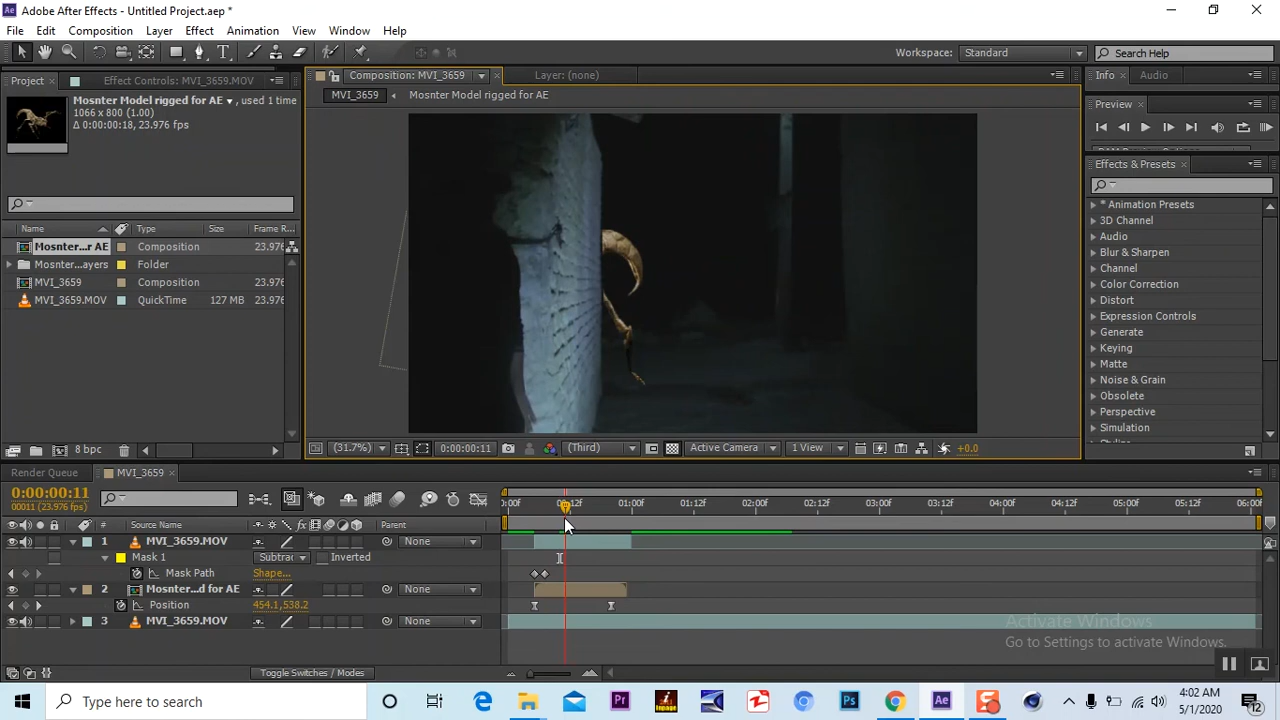 Adobe After Effects - Untitled Project.aep *
File Edit Composition Layer Effect Animation View Window Help
Workspace: Standard Search Help
Project Effect Controls: MVI_3659.MOV
Composition: MVI_3659 Layer: (none)
Info Audio
MVI_3659 Mosnter Model rigged for AE
Mosnter Model rigged for AE , used 1 time
1066 x 800 (1.00)
Δ 0:00:00:18, 23.976 fps
Preview
Effects & Presets
* Animation Presets
3D Channel
Audio
Blur & Sharpen
Channel
Color Correction
Distort
Expression Controls
Generate
Keying
Matte
Noise & Grain
Obsolete
Perspective
Simulation
Name Type Size Frame R...
Mosnter...r AE Composition 23.976
Mosnter...ayers Folder
MVI_3659 Composition 23.976
MVI_3659.MOV QuickTime 127 MB 23.976
8 bpc
(31.7%) 0:00:00:11 (Third) Active Camera 1 View +0.0
Render Queue MVI_3659
0:00:00:11
00011 (23.976 fps)
01:00f 01:12f 02:00f 02:12f 03:00f 03:12f 04:00f 04:12f 05:00f 05:12f 06:00f
# Source Name Parent
1 MVI_3659.MOV None
Mask 1 Subtrac Inverted
Mask Path Shape...
2 Mosnter...d for AE None
Position 454.1,538.2
3 MVI_3659.MOV None
Activate Windows
Go to Settings to activate Windows.
Toggle Switches / Modes
Type here to search
4:02 AM
5/1/2020
12